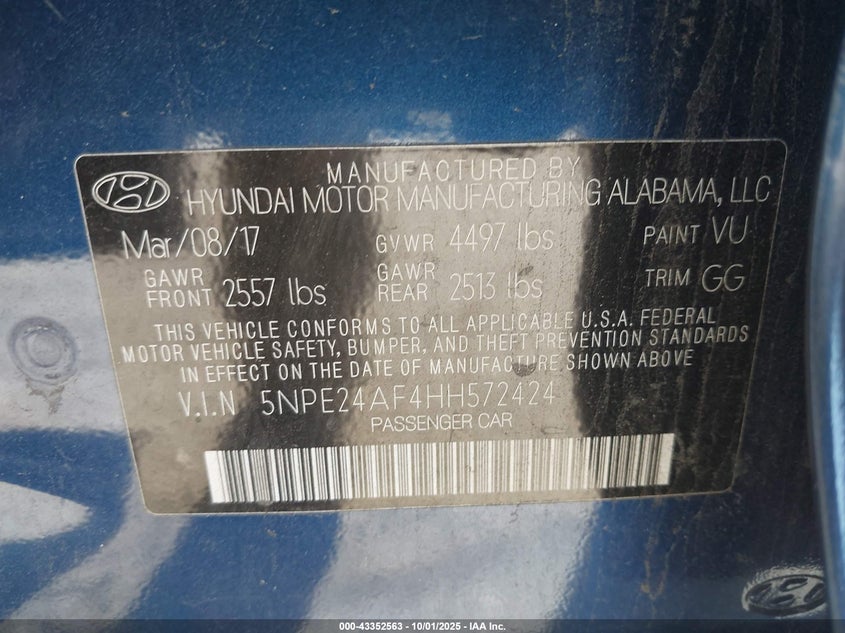 MANUFACTURED BY
HYUNDAI MOTOR MANUFACTURING ALABAMA, LLC
Mar/08/17 GVWR 4497 lbs PAINT VU
GAWR FRONT 2557 lbs GAWR REAR 2513 lbs TRIM GG
THIS VEHICLE CONFORMS TO ALL APPLICABLE U.S.A. FEDERAL
MOTOR VEHICLE SAFETY, BUMPER, AND THEFT PREVENTION STANDARDS
IN EFFECT ON THE DATE OF MANUFACTURE SHOWN ABOVE
V.I.N 5NPE24AF4HH572424
PASSENGER CAR
000-43352563 - 10/01/2025 - IAA Inc.